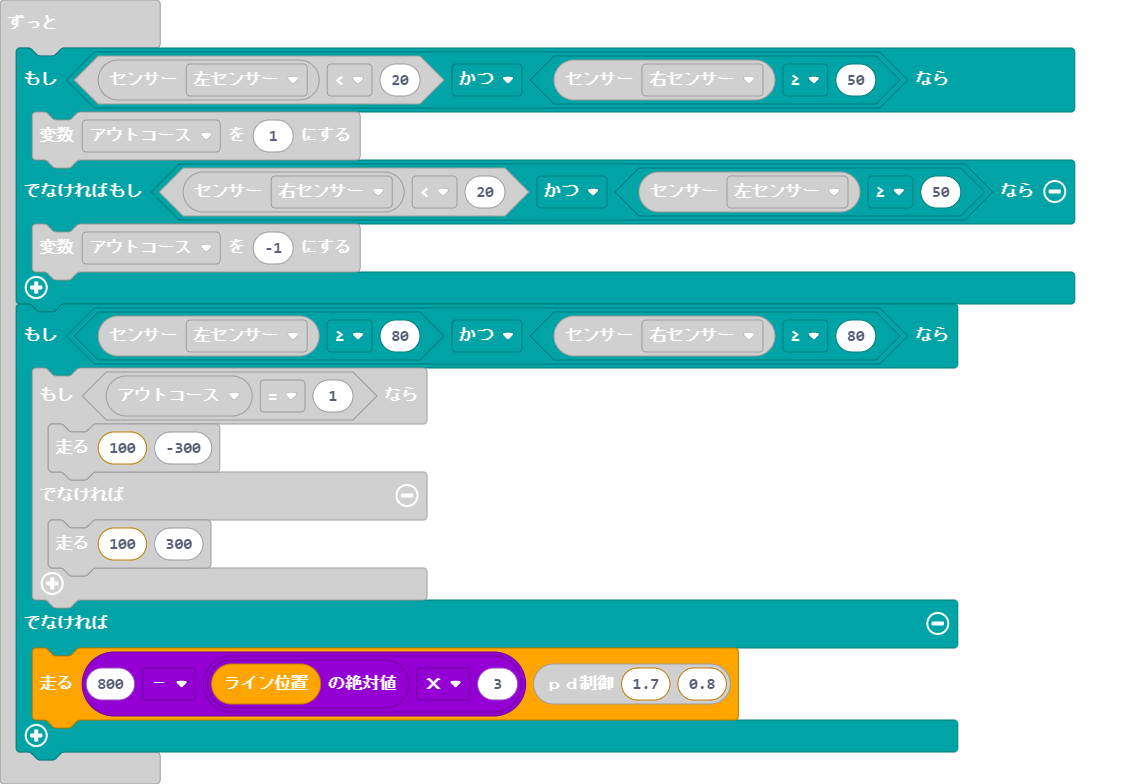 ずっと
もし センサー 左センサー < 20 かつ センサー 右センサー ≥ 50 なら
変数 アウトコース を 1 にする
でなければもし センサー 右センサー < 20 かつ センサー 左センサー ≥ 50 なら
変数 アウトコース を -1 にする
もし センサー 左センサー ≥ 80 かつ センサー 右センサー ≥ 80 なら
もし アウトコース = 1 なら
走る 100 -300
でなければ
走る 100 300
でなければ
走る 800 - ライン位置 の絶対値 × 3 ｐｄ制御 1.7 0.8